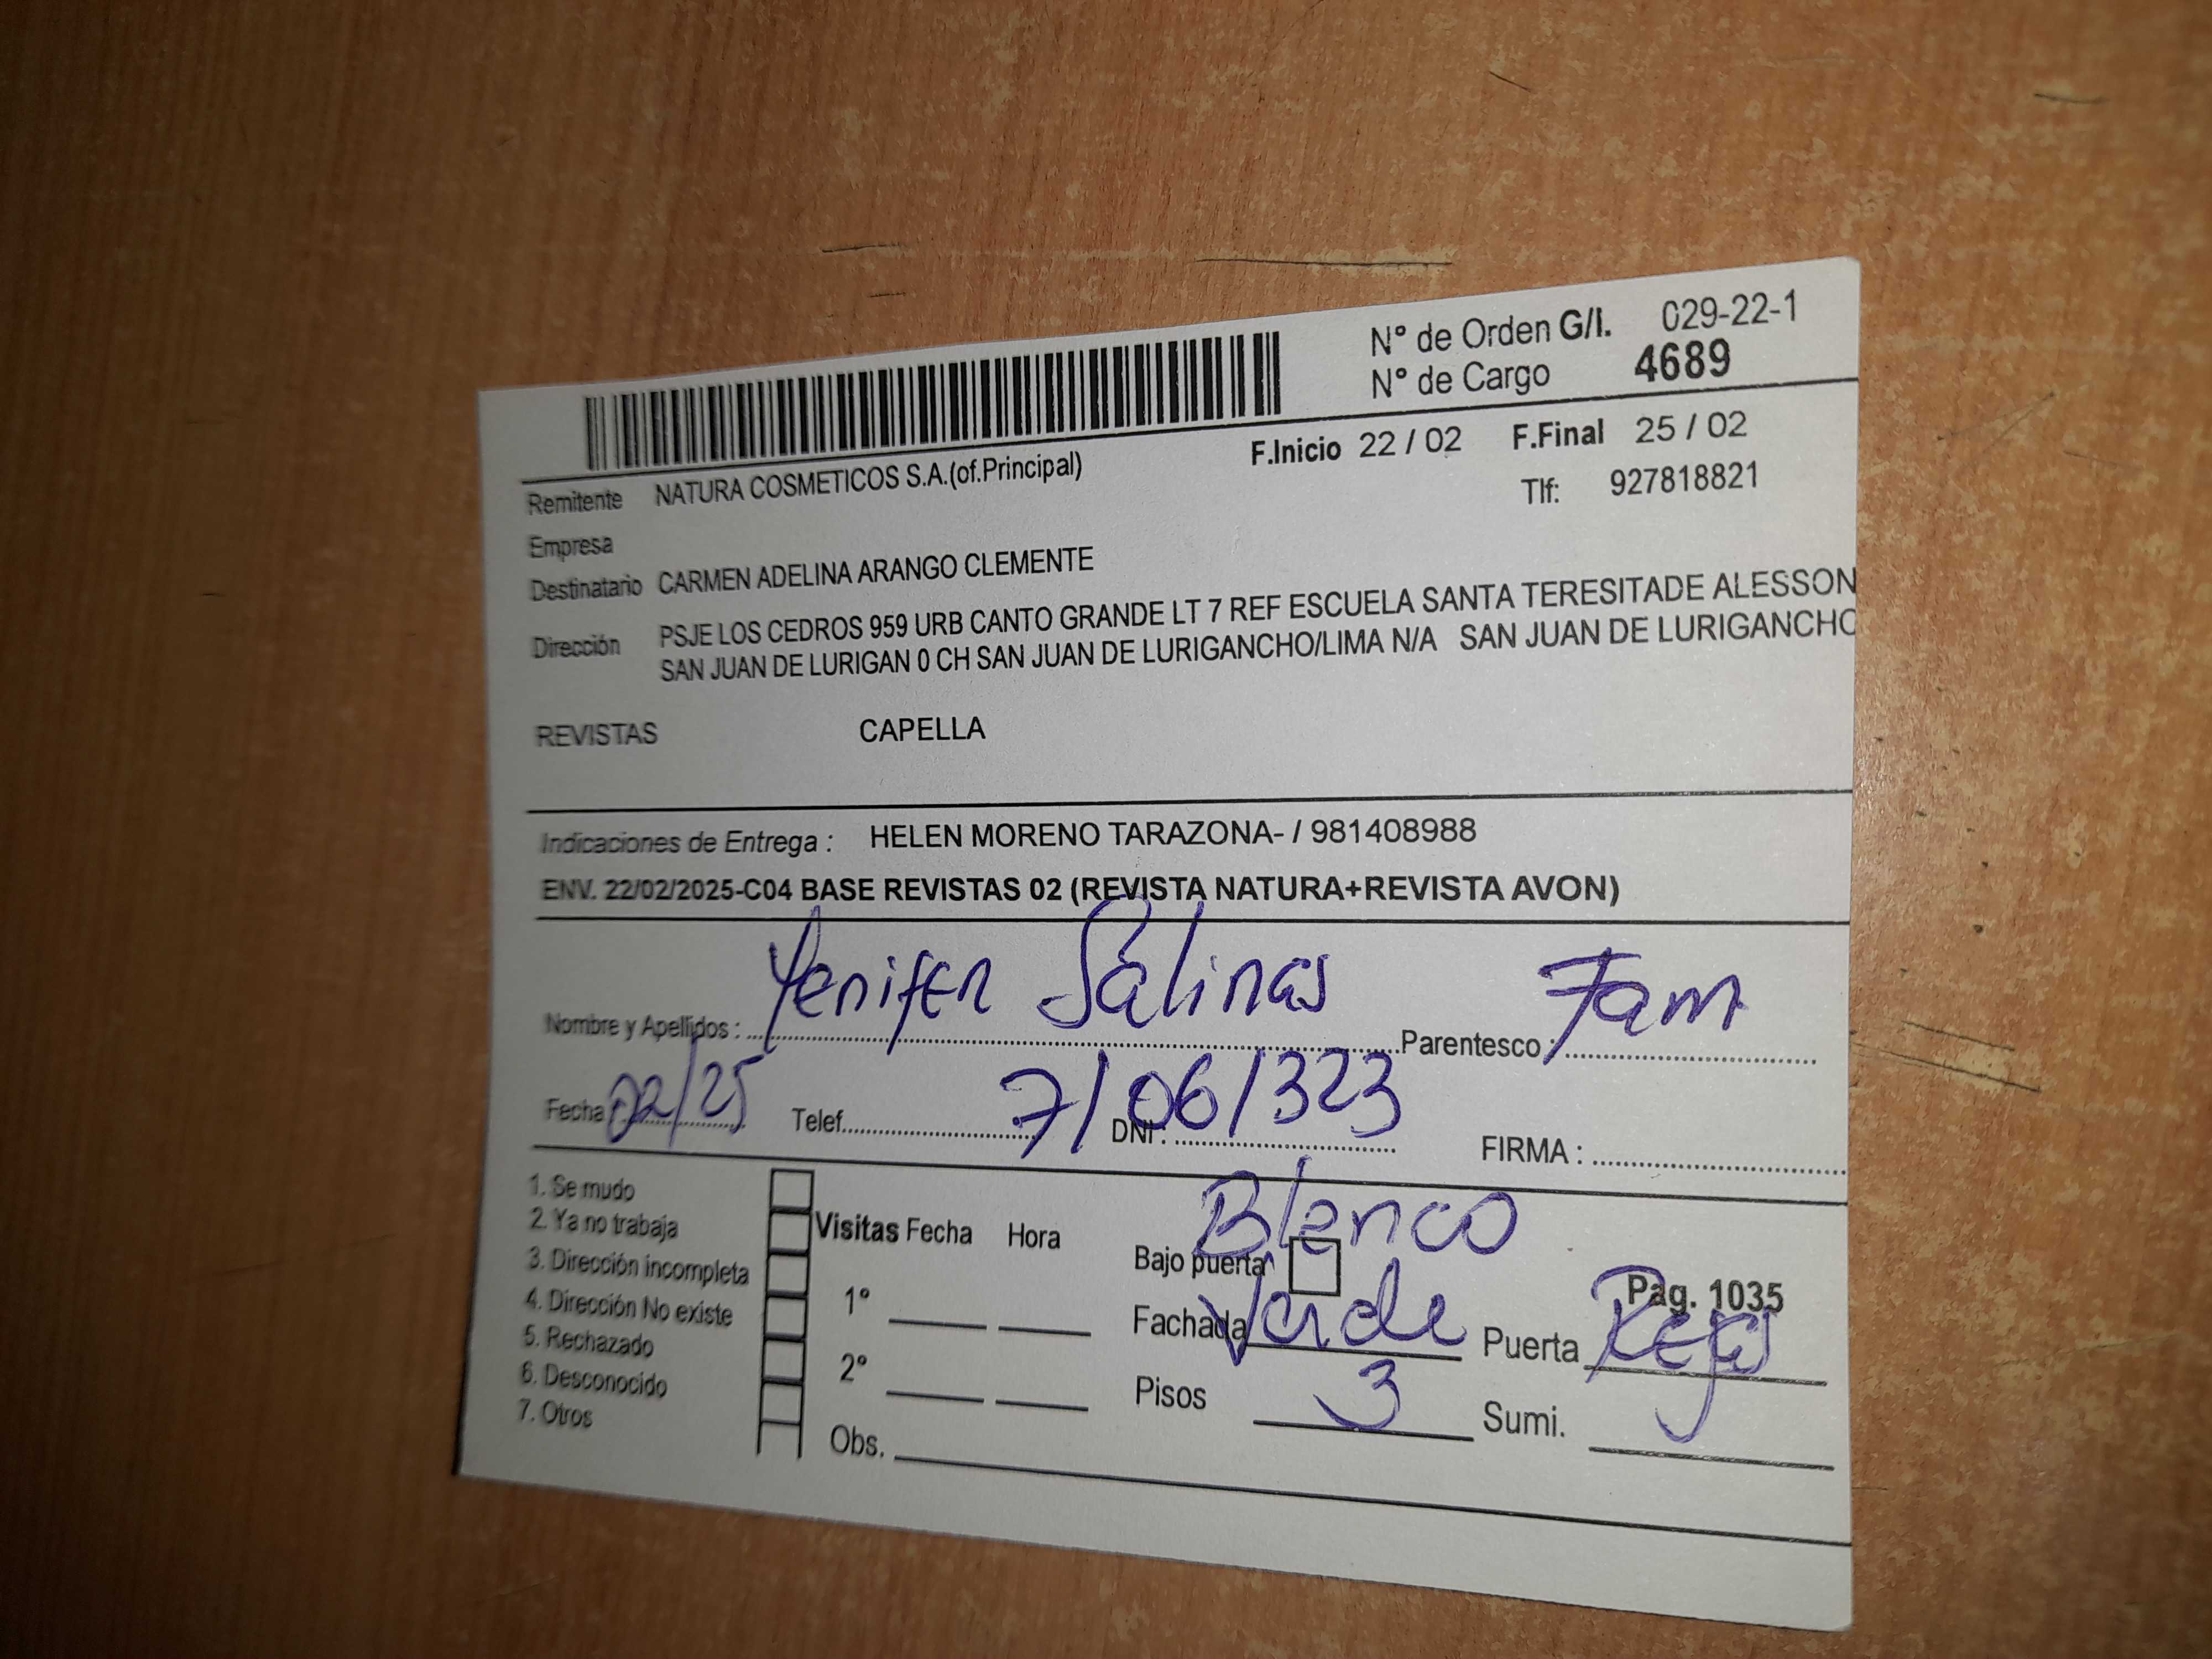 N° de Orden G/I. 029-22-1
N° de Cargo 4689
F.Inicio 22 / 02 F.Final 25 / 02
Remitente NATURA COSMETICOS S.A.(of.Principal)
Tlf: 927818821
Empresa
Destinatario CARMEN ADELINA ARANGO CLEMENTE
Dirección PSJE LOS CEDROS 959 URB CANTO GRANDE LT 7 REF ESCUELA SANTA TERESITADE ALESSON
SAN JUAN DE LURIGAN 0 CH SAN JUAN DE LURIGANCHO/LIMA N/A SAN JUAN DE LURIGANCHO
REVISTAS CAPELLA
Indicaciones de Entrega : HELEN MORENO TARAZONA- / 981408988
ENV. 22/02/2025-C04 BASE REVISTAS 02 (REVISTA NATURA+REVISTA AVON)
Nombre y Apellidos : Yenifer Salinas Parentesco : Fam
Fecha 02/25 Telef. DNI : 7/06/323 FIRMA :
1. Se mudo
2. Ya no trabaja
3. Dirección incompleta
4. Dirección No existe
5. Rechazado
6. Desconocido
7. Otros
Visitas Fecha Hora
1°
2°
Obs.
Blanco
Bajo puerta
Pag. 1035
Fachada Verde Puerta Reja
Pisos 3 Sumi.